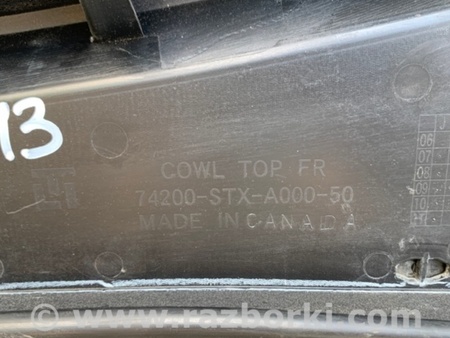 13
COWL TOP FR
74200-STX-A000-50
MADE IN CANADA
J
06
07
08
09
10
11
www.razborki.com